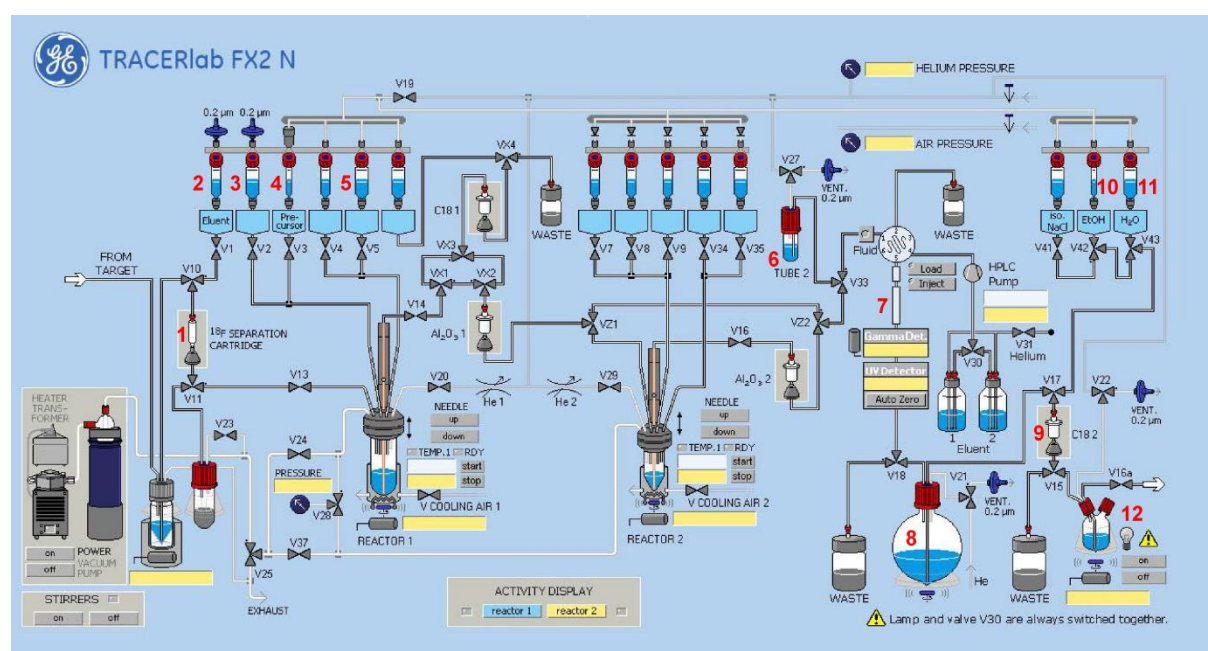 GE TRACERlab FX2 N
HELIUM PRESSURE
V19
0.2 µm 0.2 µm
AIR PRESSURE
VX4
V27
VENT.
0.2 µm
2 3 4 5
10 11
C18 1
WASTE
6
TUBE 2
Fluid
WASTE
Eluent
Pre-
cursor
Iso.
NaCl
EtOH
H₂O
V1 V2 V3 V4 V5
V7 V8 V9 V34 V35
V41 V42 V43
FROM
TARGET
V10
VX3
VX1 VX2
V33
Load
Inject
HPLC
Pump
7
1
¹⁸F SEPARATION
CARTRIDGE
V14
Al₂O₃ 1
VZ1
VZ2
V16
Gamma Det.
V31
Helium
V30
UV Detector
Auto Zero
Al₂O₃ 2
V11
V13
V20
He 1
He 2
V29
1 2
Eluent
V17
V22
VENT.
0.2 µm
9
C18 2
HEATER
TRANS-
FORMER
V23
V24
PRESSURE
V28
NEEDLE
up
down
TEMP.1 RDY
start
stop
V COOLING AIR 1
REACTOR 1
NEEDLE
up
down
TEMP.1 RDY
start
stop
V COOLING AIR 2
REACTOR 2
V18
V21
VENT.
0.2 µm
V15
V16a
8
12
on
off
POWER
VACUUM
PUMP
V25
V37
EXHAUST
He
WASTE
WASTE
on
off
STIRRERS
on off
ACTIVITY DISPLAY
reactor 1 reactor 2
Lamp and valve V30 are always switched together.